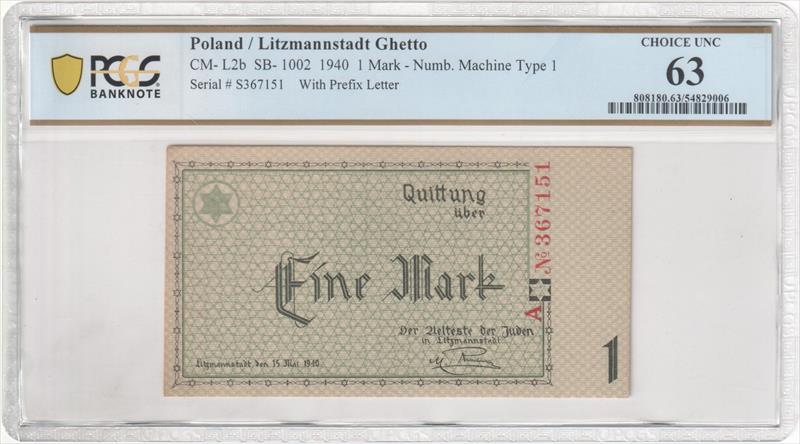 PCGS
BANKNOTE
Poland / Litzmannstadt Ghetto
CM- L2b SB- 1002 1940 1 Mark - Numb. Machine Type 1
Serial # S367151 With Prefix Letter
CHOICE UNC
63
808180.63/54829006
Quittung
über
Eine Mark
Der Aelteste der Juden
in Litzmannstadt
Litzmannstadt, den 15. Mai 1940
A
№ 367151
1